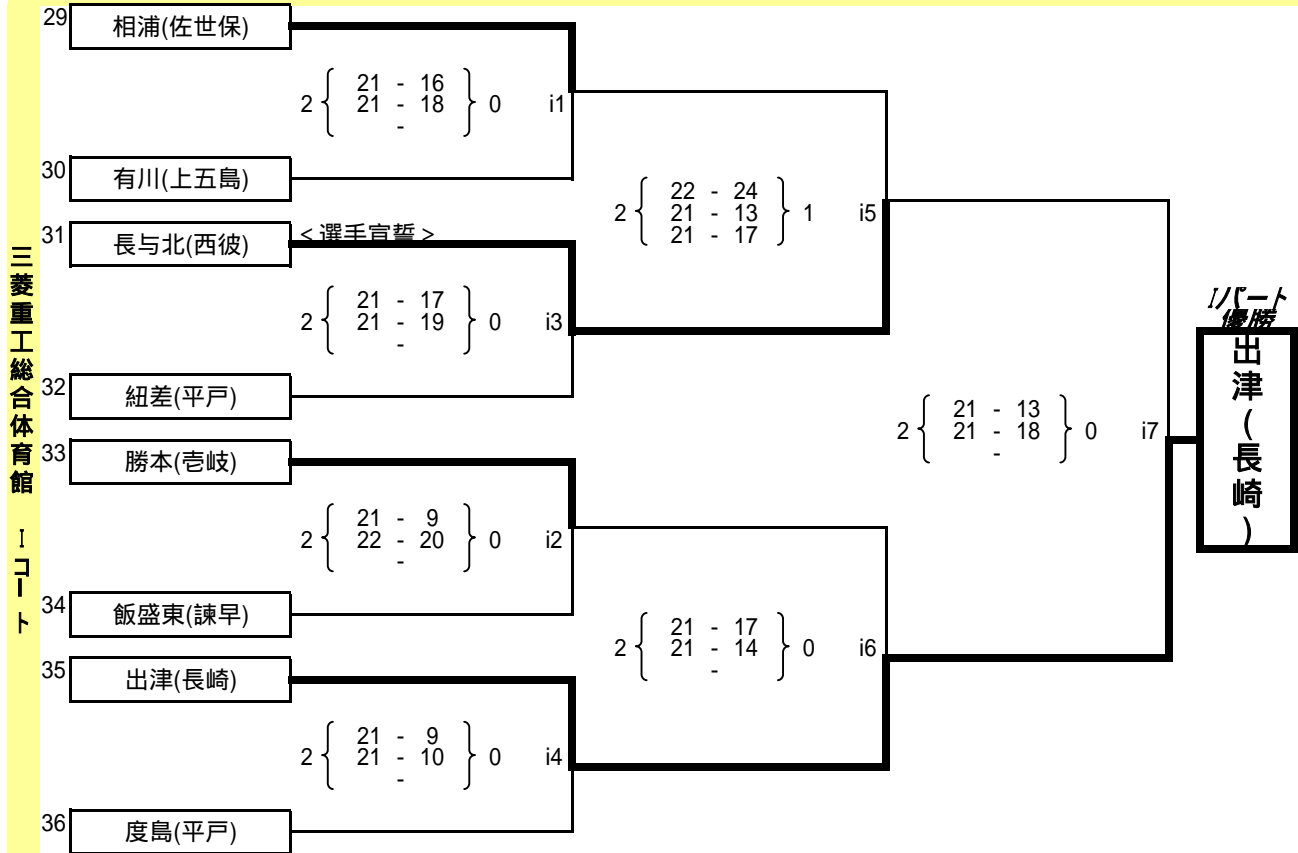 29 相浦(佐世保)
2 { 21 - 16 } 0 i1
21 - 18
-
30 有川(上五島)
2 { 22 - 24 } 1 i5
21 - 13
21 - 17
31 長与北(西彼) <選手宣誓>
2 { 21 - 17 } 0 i3
21 - 19
-
32 紐差(平戸)
2 { 21 - 13 } 0 i7
21 - 18
-
33 勝本(壱岐)
2 { 21 - 9 } 0 i2
22 - 20
-
34 飯盛東(諫早)
2 { 21 - 17 } 0 i6
21 - 14
-
35 出津(長崎)
2 { 21 - 9 } 0 i4
21 - 10
-
36 度島(平戸)
三菱重工総合体育館 Iコート
Iパート
優勝
出津(長崎)